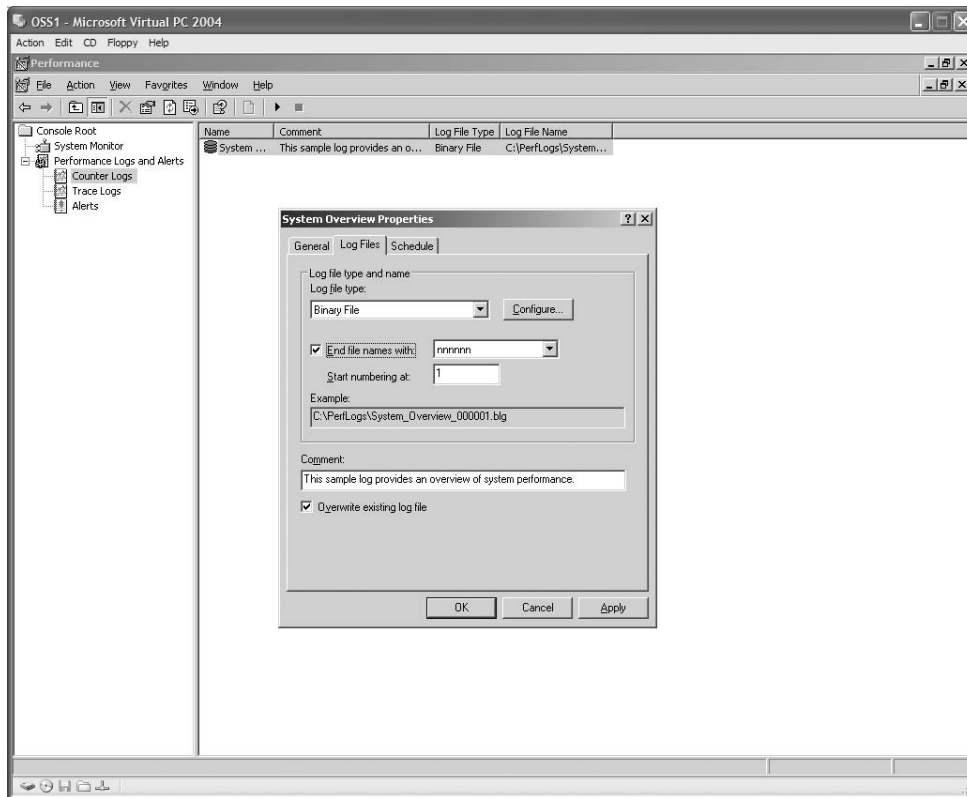 OSS1 - Microsoft Virtual PC 2004
Action Edit CD Floppy Help
Performance
File Action View Favorites Window Help
Console Root
System Monitor
Performance Logs and Alerts
Counter Logs
Trace Logs
Alerts
Name Comment Log File Type Log File Name
System ... This sample log provides an o... Binary File C:\PerfLogs\System...
System Overview Properties
General Log Files Schedule
Log file type and name
Log file type:
Binary File Configure...
End file names with: nnnnnn
Start numbering at: 1
Example:
C:\PerfLogs\System_Overview_000001.blg
Comment:
This sample log provides an overview of system performance.
Overwrite existing log file
OK Cancel Apply